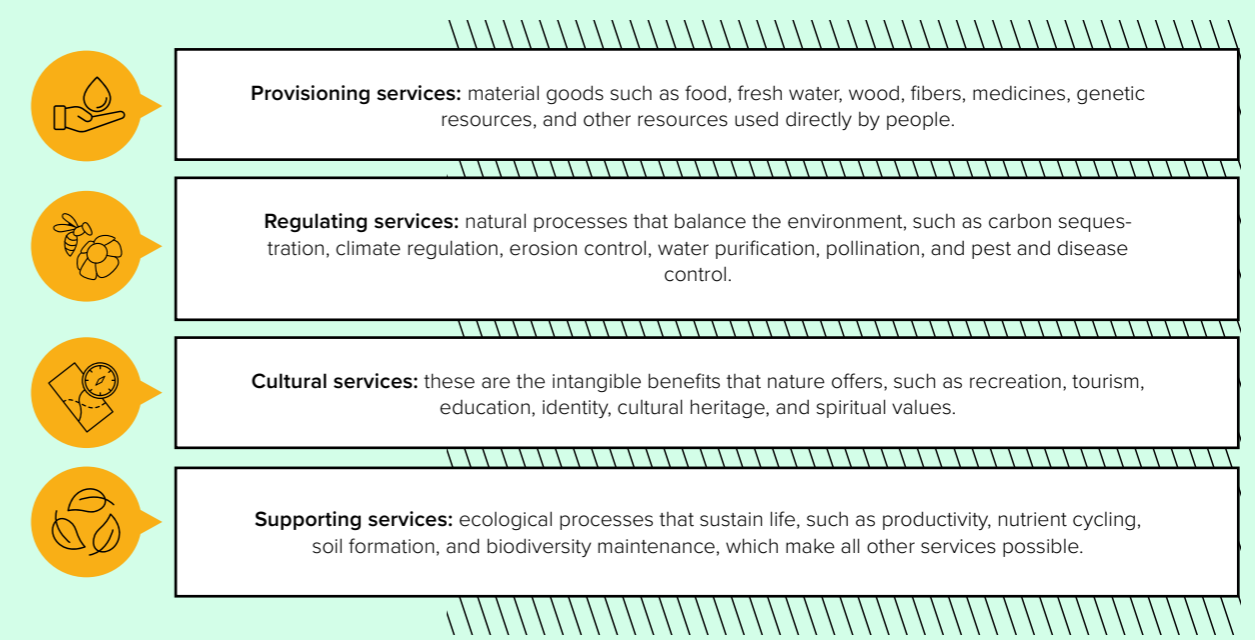 Provisioning services: material goods such as food, fresh water, wood, fibers, medicines, genetic
resources, and other resources used directly by people.
Regulating services: natural processes that balance the environment, such as carbon seques-
tration, climate regulation, erosion control, water purification, pollination, and pest and disease
control.
Cultural services: these are the intangible benefits that nature offers, such as recreation, tourism,
education, identity, cultural heritage, and spiritual values.
Supporting services: ecological processes that sustain life, such as productivity, nutrient cycling,
soil formation, and biodiversity maintenance, which make all other services possible.